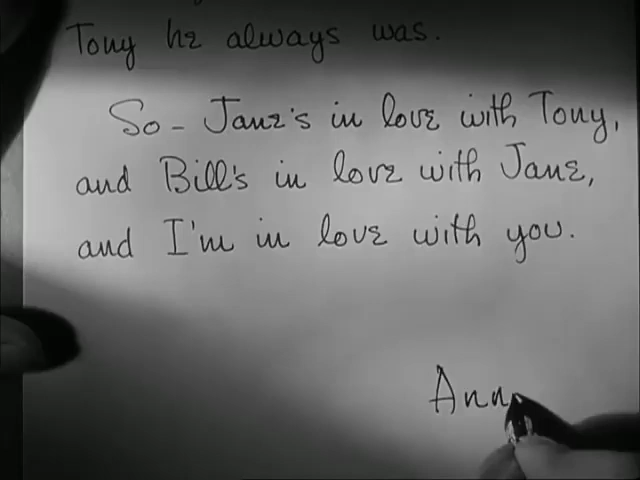 Tony he always was.
So - Jane's in love with Tony,
and Bill's in love with Jane,
and I'm in love with you.
Ann